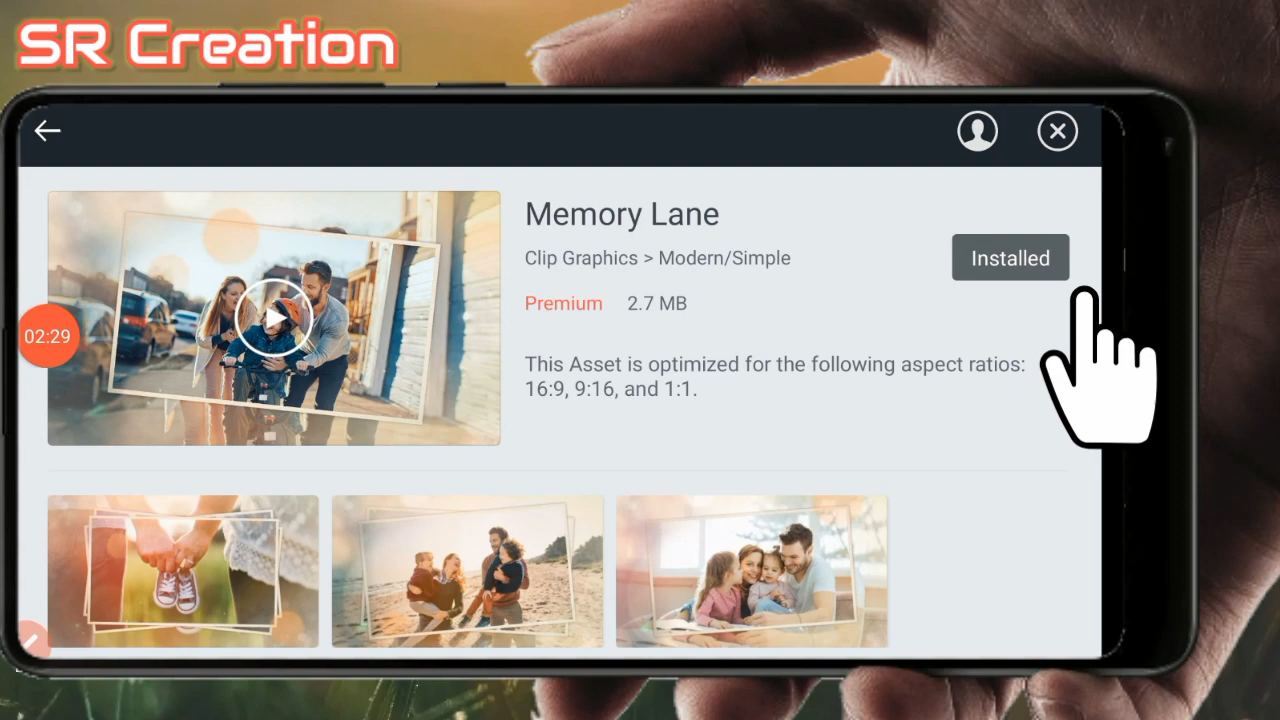 SR Creation
Memory Lane
Clip Graphics > Modern/Simple
Installed
Premium 2.7 MB
02:29
This Asset is optimized for the following aspect ratios:
16:9, 9:16, and 1:1.